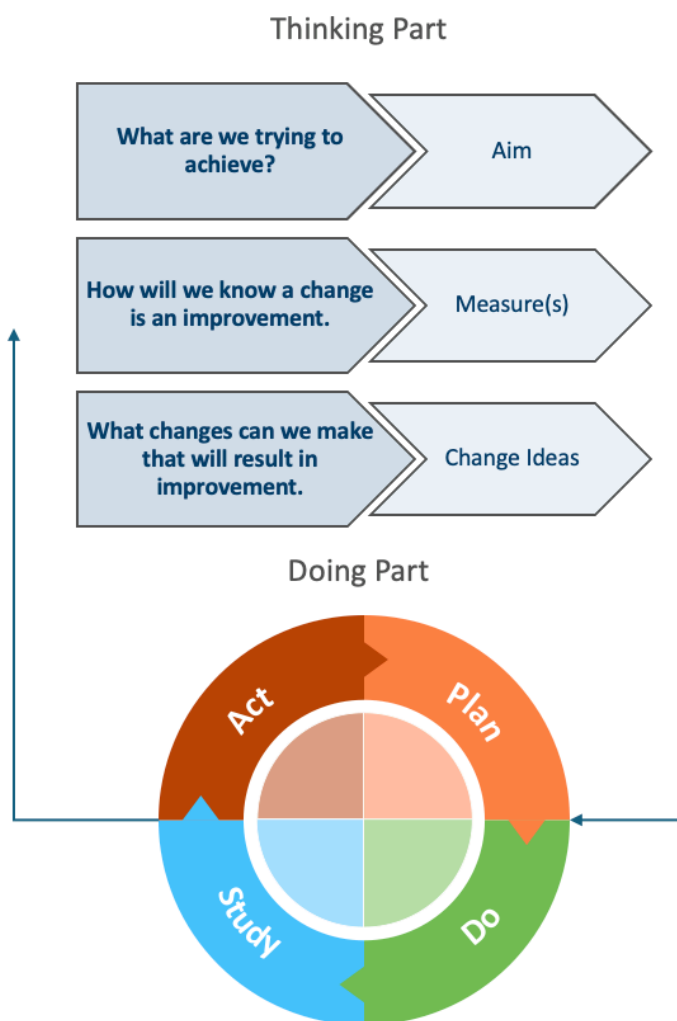 Thinking Part
What are we trying to
achieve?
Aim
How will we know a change
is an improvement.
Measure(s)
What changes can we make
that will result in
improvement.
Change Ideas
Doing Part
Act
Plan
Study
Do